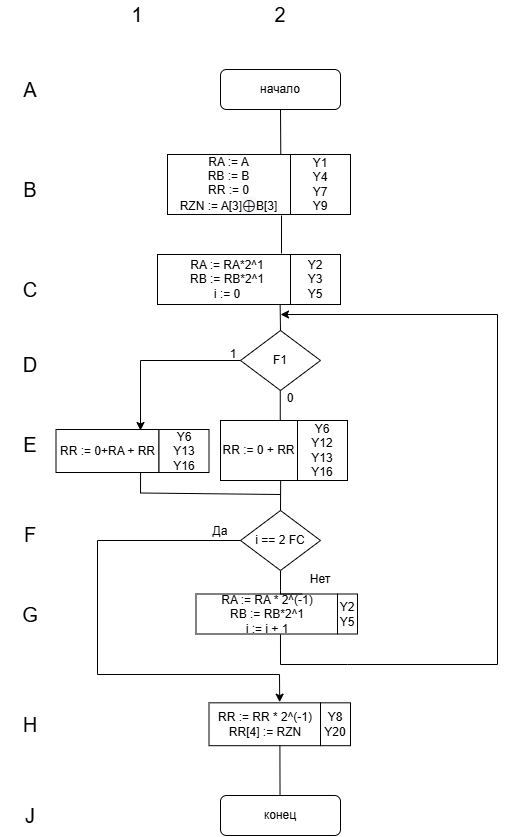 1
2
A
начало
B
RA := A
RB := B
RR := 0
RZN := A[3]⊕B[3]
Y1
Y4
Y7
Y9
C
RA := RA*2^1
RB := RB*2^1
i := 0
Y2
Y3
Y5
D
1
F1
0
E
RR := 0+RA + RR
Y6
Y13
Y16
RR := 0 + RR
Y6
Y12
Y13
Y16
F
Да
i == 2 FC
Нет
G
RA := RA * 2^(-1)
RB := RB*2^1
i := i + 1
Y2
Y5
H
RR := RR * 2^(-1)
RR[4] := RZN
Y8
Y20
J
конец